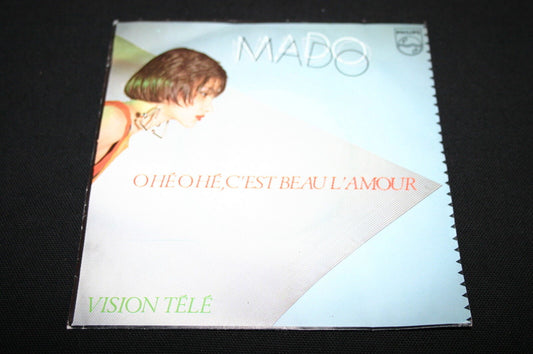 MADO
PHILIPS
O HÉ O HÉ, C'EST BEAU L'AMOUR
VISION TÉLÉ